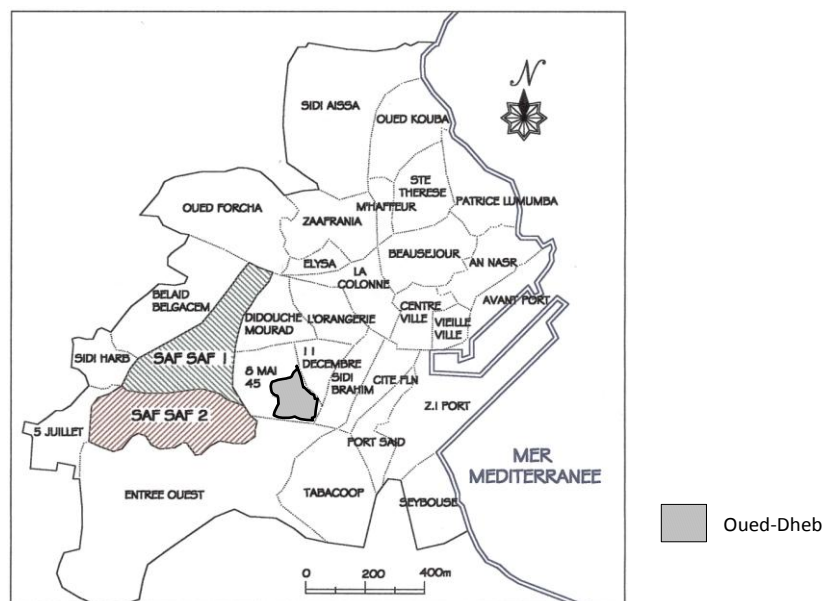 N
SIDI AISSA
OUED KOUBA
STE
THERESE
PATRICE LUMUMBA
OUED FORCHA
M'HAFFEUR
ZAAFRANIA
BEAUSEJOUR
AN NASR
ELYSA
LA
COLONNE
BELAID
BELGACEM
AVANT PORT
CENTRE
VILLE
DIDOUCHE
MOURAD
L'ORANGERIE
VIEILLE
VILLE
SIDI HARB
SAF SAF 1
11
DECEMBRE
8 MAI
45
SIDI
BRAHIM
CITE FLN
Z.I PORT
SAF SAF 2
5 JUILLET
PORT SAID
MER
MEDITERRANEE
ENTREE OUEST
TABACOOP
SEYBOUSE
Oued-Dheb
0 200 400m